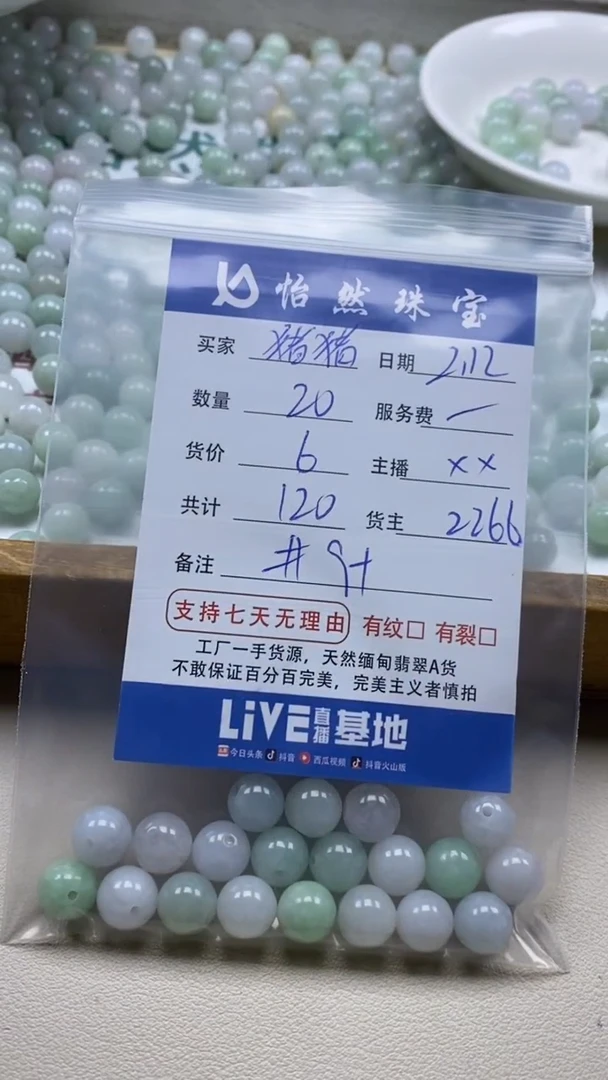 怡然珠宝
买家 猪猪 日期 2.12
数量 20 服务费 一
货价 6 主播 ××
共计 120 货主 2266
备注 #
支持七天无理由 有纹□ 有裂□
工厂一手货源，天然缅甸翡翠A货
不敢保证百分百完美，完美主义者慎拍
LiVE直播基地
今日头条 抖音 西瓜视频 抖音火山版